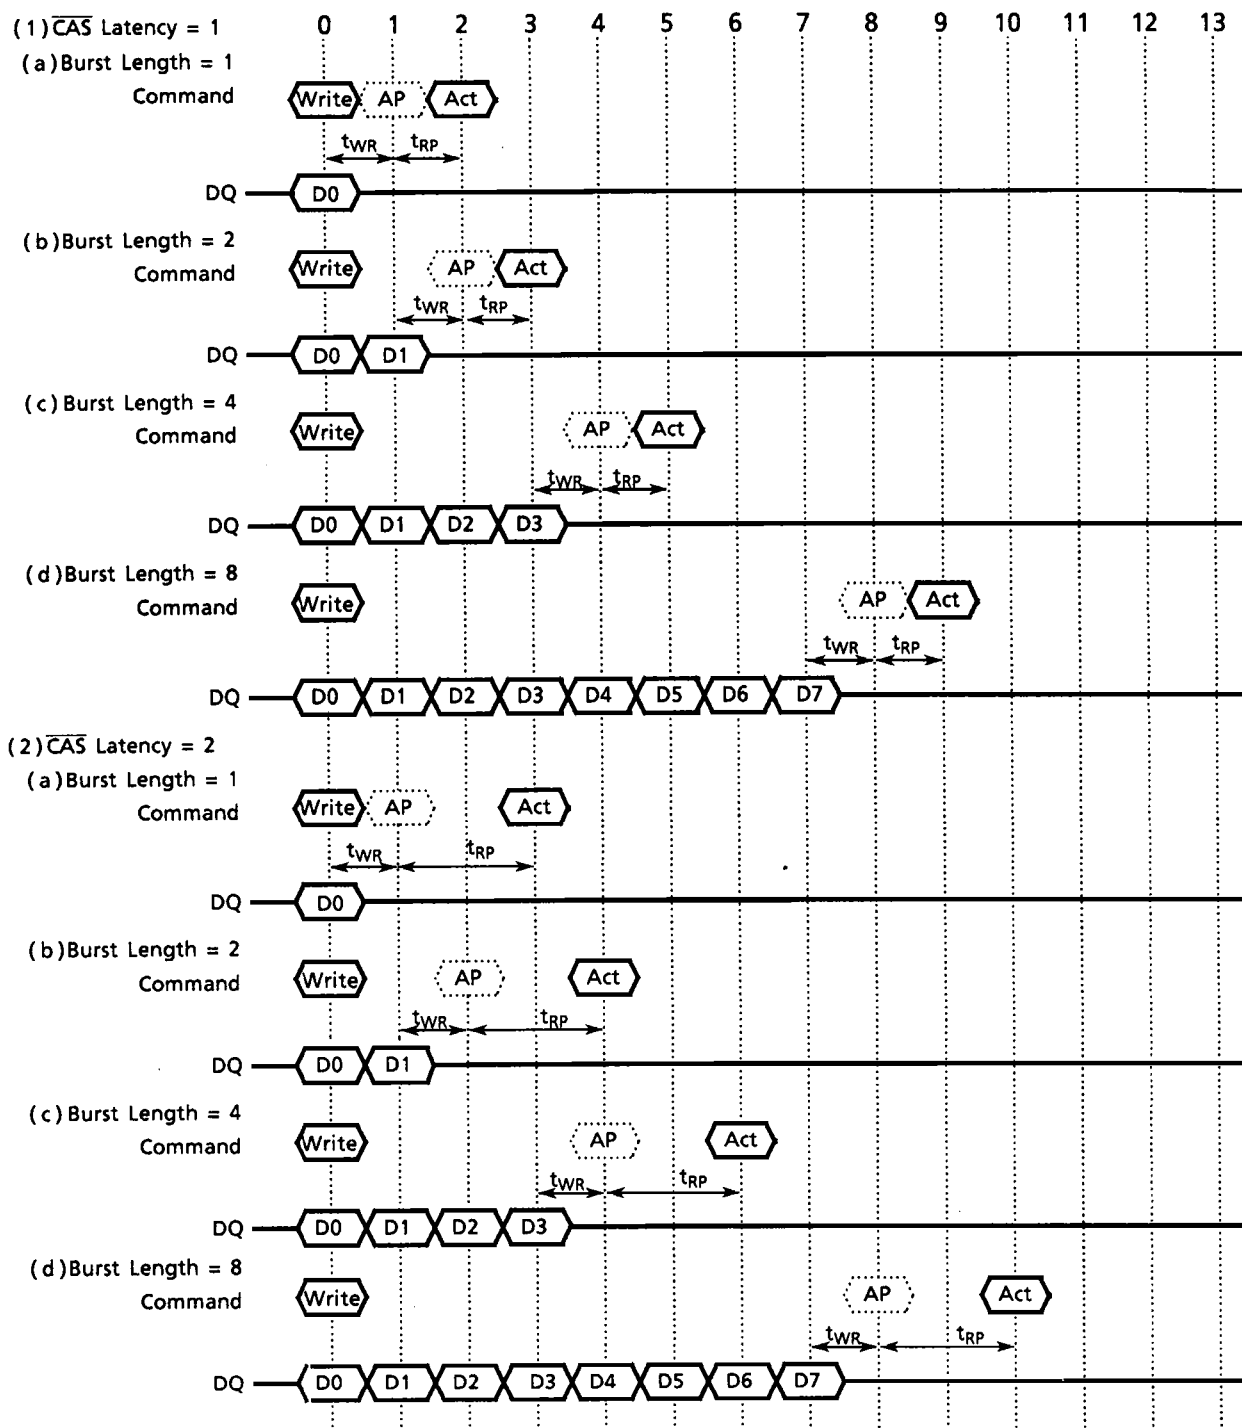 (1) CAS Latency = 1 0 1 2 3 4 5 6 7 8 9 10 11 12 13
(a) Burst Length = 1
Command Write AP Act
tWR tRP
DQ D0
(b) Burst Length = 2
Command Write AP Act
tWR tRP
DQ D0 D1
(c) Burst Length = 4
Command Write AP Act
tWR tRP
DQ D0 D1 D2 D3
(d) Burst Length = 8
Command Write AP Act
tWR tRP
DQ D0 D1 D2 D3 D4 D5 D6 D7
(2) CAS Latency = 2
(a) Burst Length = 1
Command Write AP Act
tWR tRP
DQ D0
(b) Burst Length = 2
Command Write AP Act
tWR tRP
DQ D0 D1
(c) Burst Length = 4
Command Write AP Act
tWR tRP
DQ D0 D1 D2 D3
(d) Burst Length = 8
Command Write AP Act
tWR tRP
DQ D0 D1 D2 D3 D4 D5 D6 D7